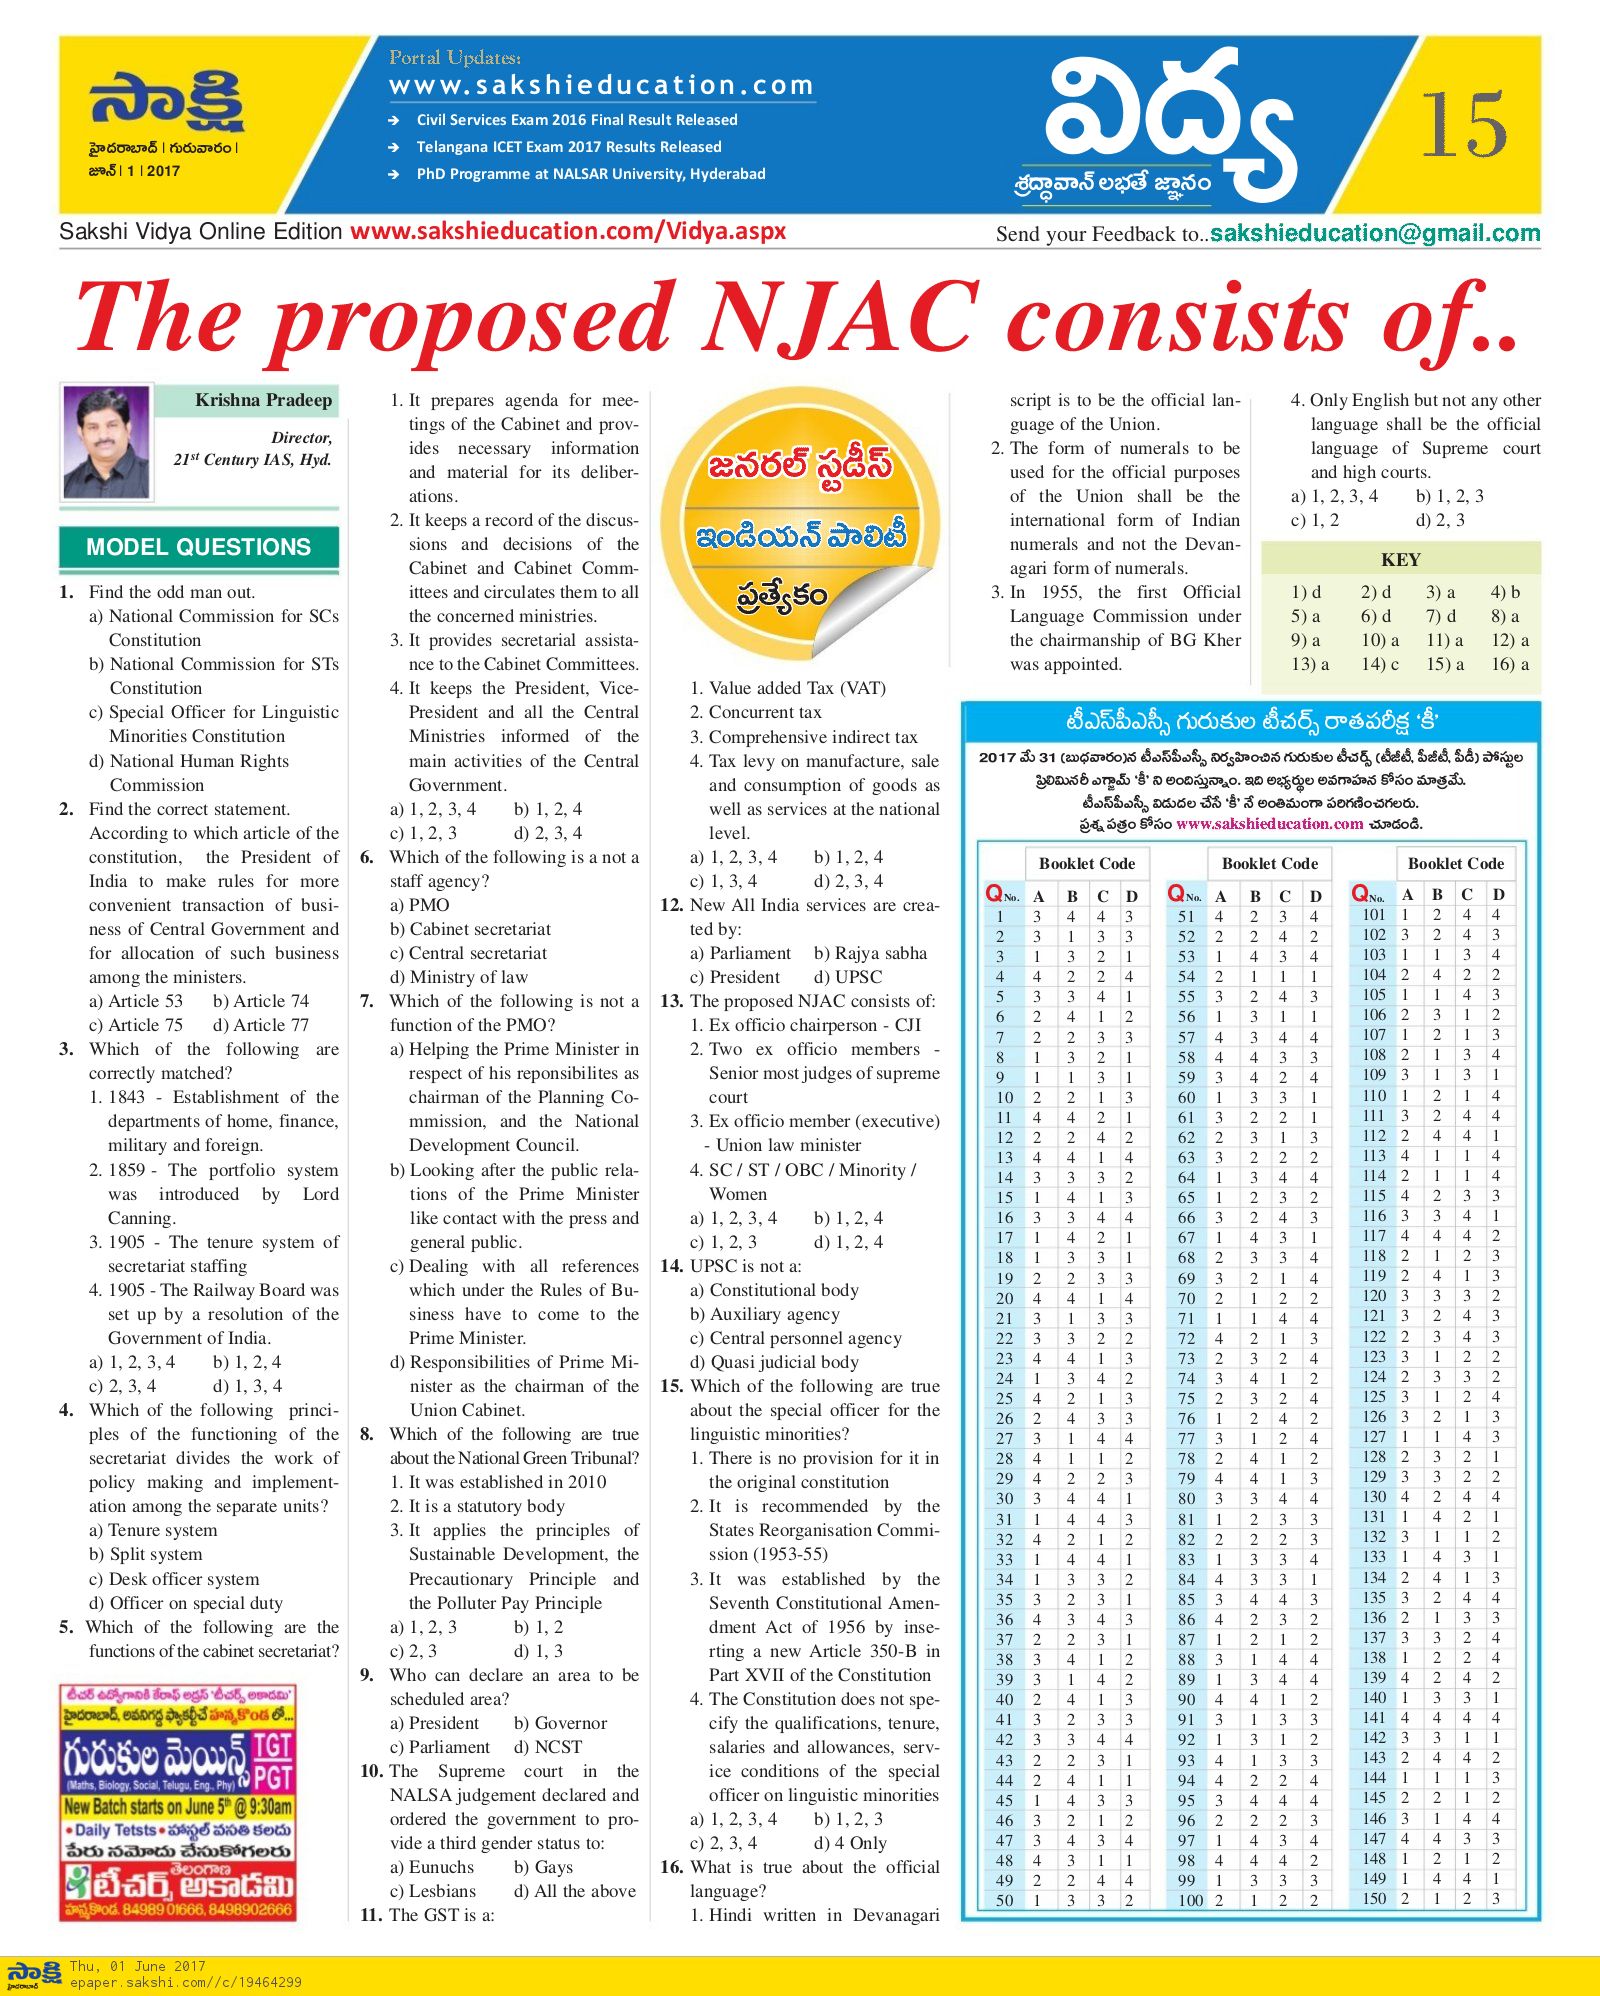 సాక్షి
హైదరాబాద్ | గురువారం |
జూన్ | 1 | 2017
Portal Updates:
www.sakshieducation.com
→ Civil Services Exam 2016 Final Result Released
→ Telangana ICET Exam 2017 Results Released
→ PhD Programme at NALSAR University, Hyderabad
విద్య
శ్రద్ధావాన్ లభతే జ్ఞానం
15
Sakshi Vidya Online Edition www.sakshieducation.com/Vidya.aspx
Send your Feedback to..sakshieducation@gmail.com
The proposed NJAC consists of..
Krishna Pradeep
Director,
21st Century IAS, Hyd.
MODEL QUESTIONS
1. Find the odd man out.
a) National Commission for SCs
Constitution
b) National Commission for STs
Constitution
c) Special Officer for Linguistic
Minorities Constitution
d) National Human Rights
Commission
2. Find the correct statement.
According to which article of the
constitution, the President of
India to make rules for more
convenient transaction of busi-
ness of Central Government and
for allocation of such business
among the ministers.
a) Article 53 b) Article 74
c) Article 75 d) Article 77
3. Which of the following are
correctly matched?
1. 1843 - Establishment of the
departments of home, finance,
military and foreign.
2. 1859 - The portfolio system
was introduced by Lord
Canning.
3. 1905 - The tenure system of
secretariat staffing
4. 1905 - The Railway Board was
set up by a resolution of the
Government of India.
a) 1, 2, 3, 4 b) 1, 2, 4
c) 2, 3, 4 d) 1, 3, 4
4. Which of the following princi-
ples of the functioning of the
secretariat divides the work of
policy making and implement-
ation among the separate units?
a) Tenure system
b) Split system
c) Desk officer system
d) Officer on special duty
5. Which of the following are the
functions of the cabinet secretariat?
టీచర్ ఉద్యోగానికి కేరాఫ్ అడ్రస్ 'టీచర్స్ అకాడమి'
హైదరాబాద్, అవనిగడ్డ ఫ్యాకల్టీచే హన్మకొండ లో...
గురుకుల మెయిన్స్ TGT
PGT
(Maths, Biology, Social, Telugu, Eng., Phy)
New Batch starts on June 5th @ 9:30am
• Daily Tetsts • హాస్టల్ వసతి కలదు
పేరు నమోదు చేసుకోగలరు
తెలంగాణ
టీచర్స్ అకాడమి
హన్మకొండ. 84989 01666, 8498902666
1. It prepares agenda for mee-
tings of the Cabinet and prov-
ides necessary information
and material for its deliber-
ations.
2. It keeps a record of the discus-
sions and decisions of the
Cabinet and Cabinet Comm-
ittees and circulates them to all
the concerned ministries.
3. It provides secretarial assista-
nce to the Cabinet Committees.
4. It keeps the President, Vice-
President and all the Central
Ministries informed of the
main activities of the Central
Government.
a) 1, 2, 3, 4 b) 1, 2, 4
c) 1, 2, 3 d) 2, 3, 4
6. Which of the following is a not a
staff agency?
a) PMO
b) Cabinet secretariat
c) Central secretariat
d) Ministry of law
7. Which of the following is not a
function of the PMO?
a) Helping the Prime Minister in
respect of his reponsibilites as
chairman of the Planning Co-
mmission, and the National
Development Council.
b) Looking after the public rela-
tions of the Prime Minister
like contact with the press and
general public.
c) Dealing with all references
which under the Rules of Bu-
siness have to come to the
Prime Minister.
d) Responsibilities of Prime Mi-
nister as the chairman of the
Union Cabinet.
8. Which of the following are true
about the National Green Tribunal?
1. It was established in 2010
2. It is a statutory body
3. It applies the principles of
Sustainable Development, the
Precautionary Principle and
the Polluter Pay Principle
a) 1, 2, 3 b) 1, 2
c) 2, 3 d) 1, 3
9. Who can declare an area to be
scheduled area?
a) President b) Governor
c) Parliament d) NCST
10. The Supreme court in the
NALSA judgement declared and
ordered the government to pro-
vide a third gender status to:
a) Eunuchs b) Gays
c) Lesbians d) All the above
11. The GST is a:
జనరల్ స్టడీస్
ఇండియన్ పాలిటీ
ప్రత్యేకం
1. Value added Tax (VAT)
2. Concurrent tax
3. Comprehensive indirect tax
4. Tax levy on manufacture, sale
and consumption of goods as
well as services at the national
level.
a) 1, 2, 3, 4 b) 1, 2, 4
c) 1, 3, 4 d) 2, 3, 4
12. New All India services are crea-
ted by:
a) Parliament b) Rajya sabha
c) President d) UPSC
13. The proposed NJAC consists of:
1. Ex officio chairperson - CJI
2. Two ex officio members -
Senior most judges of supreme
court
3. Ex officio member (executive)
- Union law minister
4. SC / ST / OBC / Minority /
Women
a) 1, 2, 3, 4 b) 1, 2, 4
c) 1, 2, 3 d) 1, 2, 4
14. UPSC is not a:
a) Constitutional body
b) Auxiliary agency
c) Central personnel agency
d) Quasi judicial body
15. Which of the following are true
about the special officer for the
linguistic minorities?
1. There is no provision for it in
the original constitution
2. It is recommended by the
States Reorganisation Commi-
ssion (1953-55)
3. It was established by the
Seventh Constitutional Amen-
dment Act of 1956 by inse-
rting a new Article 350-B in
Part XVII of the Constitution
4. The Constitution does not spe-
cify the qualifications, tenure,
salaries and allowances, serv-
ice conditions of the special
officer on linguistic minorities
a) 1, 2, 3, 4 b) 1, 2, 3
c) 2, 3, 4 d) 4 Only
16. What is true about the official
language?
1. Hindi written in Devanagari
script is to be the official lan-
guage of the Union.
2. The form of numerals to be
used for the official purposes
of the Union shall be the
international form of Indian
numerals and not the Devan-
agari form of numerals.
3. In 1955, the first Official
Language Commission under
the chairmanship of BG Kher
was appointed.
4. Only English but not any other
language shall be the official
language of Supreme court
and high courts.
a) 1, 2, 3, 4 b) 1, 2, 3
c) 1, 2 d) 2, 3
KEY
1) d 2) d 3) a 4) b
5) a 6) d 7) d 8) a
9) a 10) a 11) a 12) a
13) a 14) c 15) a 16) a
టీఎస్‌పీఎస్సీ గురుకుల టీచర్స్ రాతపరీక్ష 'కీ'
2017 మే 31 (బుధవారం)న టీఎస్‌పీఎస్సీ నిర్వహించిన గురుకుల టీచర్స్ (టీజీటీ, పీజీటీ, పీడీ) పోస్టుల
ప్రిలిమినరీ ఎగ్జామ్ 'కీ' ని అందిస్తున్నాం. ఇది అభ్యర్థుల అవగాహన కోసం మాత్రమే.
టీఎస్‌పీఎస్సీ విడుదల చేసే 'కీ' నే అంతిమంగా పరిగణించగలరు.
ప్రశ్న పత్రం కోసం www.sakshieducation.com చూడండి.
Booklet Code
Q No. A B C D
1 3 4 4 3
2 3 1 3 3
3 1 3 2 1
4 4 2 2 4
5 3 3 4 1
6 2 4 1 2
7 2 2 3 3
8 1 3 2 1
9 1 1 3 1
10 2 2 1 3
11 4 4 2 1
12 2 2 4 2
13 4 4 1 4
14 3 3 3 2
15 1 4 1 3
16 3 3 4 4
17 1 4 2 1
18 1 3 3 1
19 2 2 3 3
20 4 4 1 4
21 3 1 3 3
22 3 3 2 2
23 4 4 1 3
24 1 3 4 2
25 4 2 1 3
26 2 4 3 3
27 3 1 4 4
28 4 1 1 2
29 4 2 2 3
30 3 4 4 1
31 1 4 4 3
32 4 2 1 2
33 1 4 4 1
34 1 3 3 2
35 3 2 3 1
36 4 3 4 3
37 2 2 3 1
38 3 4 1 2
39 3 1 4 2
40 2 4 1 3
41 3 2 3 3
42 3 3 4 4
43 2 2 3 1
44 2 4 1 1
45 1 4 3 3
46 3 2 1 2
47 3 4 3 4
48 4 3 1 1
49 2 2 4 4
50 1 3 3 2
Booklet Code
Q No. A B C D
51 4 2 3 4
52 2 2 4 2
53 1 4 3 4
54 2 1 1 1
55 3 2 4 3
56 1 3 1 1
57 4 3 4 4
58 4 4 3 3
59 3 4 2 4
60 1 3 3 1
61 3 2 2 1
62 2 3 1 3
63 3 2 2 2
64 1 3 4 4
65 1 2 3 2
66 3 2 4 3
67 1 4 3 1
68 2 3 3 4
69 3 2 1 4
70 2 1 2 2
71 1 1 4 4
72 4 2 1 3
73 2 3 2 4
74 3 4 1 2
75 2 3 2 4
76 1 2 4 2
77 3 1 2 4
78 2 4 1 2
79 4 4 1 3
80 3 3 4 4
81 1 2 3 3
82 2 2 2 3
83 1 3 3 4
84 4 3 3 1
85 3 4 4 3
86 4 2 3 2
87 1 2 1 2
88 3 1 4 4
89 1 3 4 4
90 4 4 1 2
91 3 1 3 3
92 1 3 1 2
93 4 1 3 3
94 4 2 2 4
95 3 4 4 4
96 2 2 2 3
97 1 4 3 4
98 4 4 4 2
99 1 3 3 3
100 2 1 2 2
Booklet Code
Q No. A B C D
101 1 2 4 4
102 3 2 4 3
103 1 1 3 4
104 2 4 2 2
105 1 1 4 3
106 2 3 1 2
107 1 2 1 3
108 2 1 3 4
109 3 1 3 1
110 1 2 1 4
111 3 2 4 4
112 2 4 4 1
113 4 1 1 4
114 2 1 1 4
115 4 2 3 3
116 3 3 4 1
117 4 4 4 2
118 2 1 2 3
119 2 4 1 3
120 3 3 3 2
121 3 2 4 3
122 2 3 4 3
123 3 1 2 2
124 2 3 3 2
125 3 1 2 4
126 3 2 1 3
127 1 1 4 3
128 2 3 2 1
129 3 3 2 2
130 4 2 4 4
131 1 4 2 1
132 3 1 1 2
133 1 4 3 1
134 2 4 1 3
135 3 2 4 4
136 2 1 3 3
137 3 3 2 4
138 1 2 2 4
139 4 2 4 2
140 1 3 3 1
141 4 4 4 4
142 3 3 1 1
143 2 4 4 2
144 1 1 1 3
145 2 2 1 2
146 3 1 4 4
147 4 4 3 3
148 1 2 1 2
149 1 4 4 1
150 2 1 2 3
సాక్షి
హైదరాబాద్
Thu, 01 June 2017
epaper.sakshi.com//c/19464299